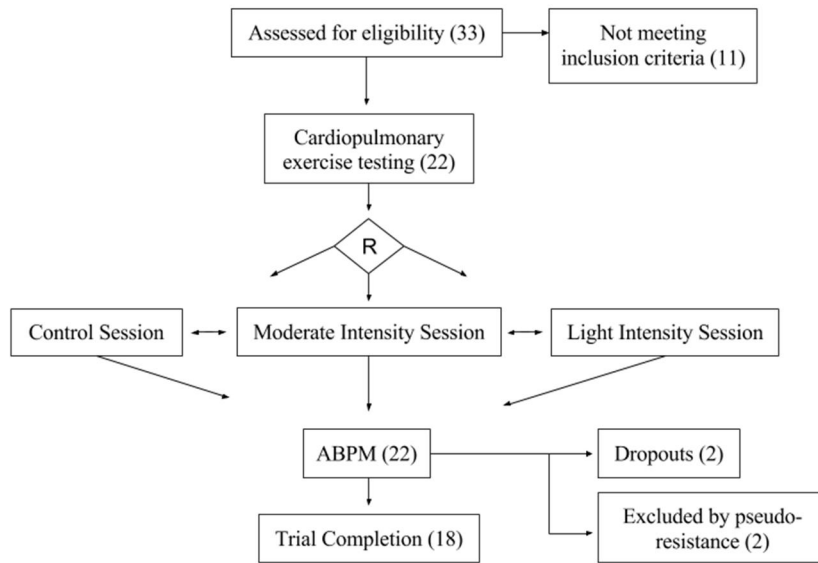 Assessed for eligibility (33)
Not meeting
inclusion criteria (11)
Cardiopulmonary
exercise testing (22)
R
Control Session
Moderate Intensity Session
Light Intensity Session
ABPM (22)
Dropouts (2)
Trial Completion (18)
Excluded by pseudo-
resistance (2)